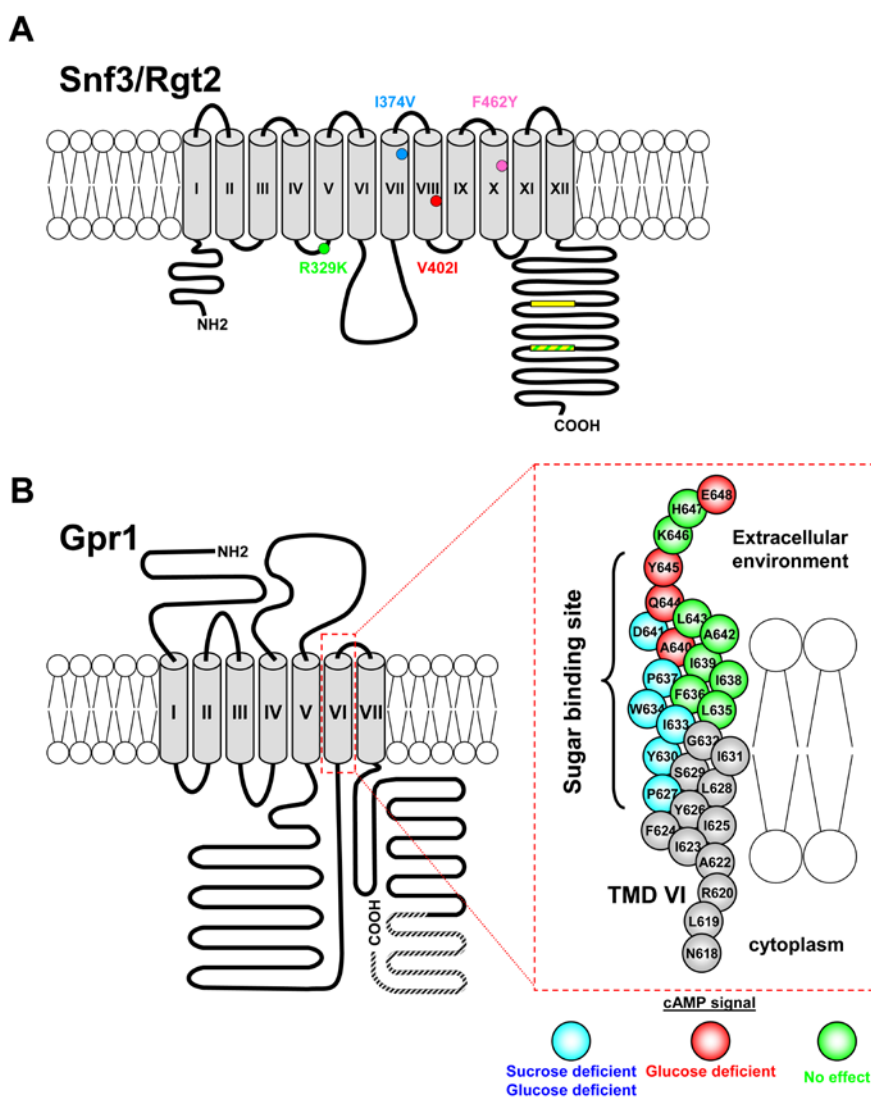 A
Snf3/Rgt2
I374V
F462Y
I
II
III
IV
V
VI
VII
VIII
IX
X
XI
XII
R329K
V402I
NH2
COOH
B
Gpr1
NH2
I
II
III
IV
V
VI
VII
COOH
Extracellular
environment
Sugar binding site
E648
H647
K646
Y645
Q644
L643
D641
A642
A640
I639
P637
I638
F636
W634
L635
I633
G632
I631
Y630
S629
L628
P627
Y626
I625
F624
I623
A622
TMD VI
R620
L619
N618
cytoplasm
cAMP signal
Sucrose deficient
Glucose deficient
Glucose deficient
No effect